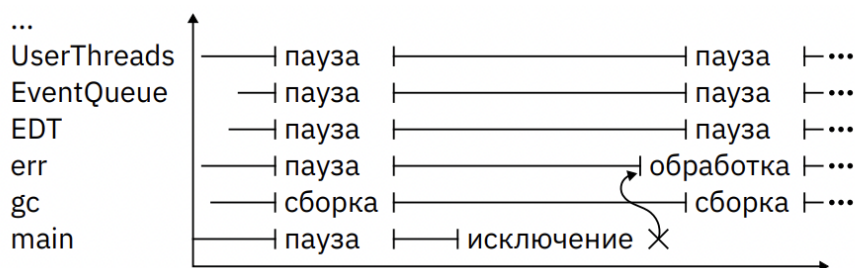 ...
UserThreads пауза пауза ...
EventQueue пауза пауза ...
EDT пауза пауза ...
err пауза обработка ...
gc сборка сборка ...
main пауза исключение